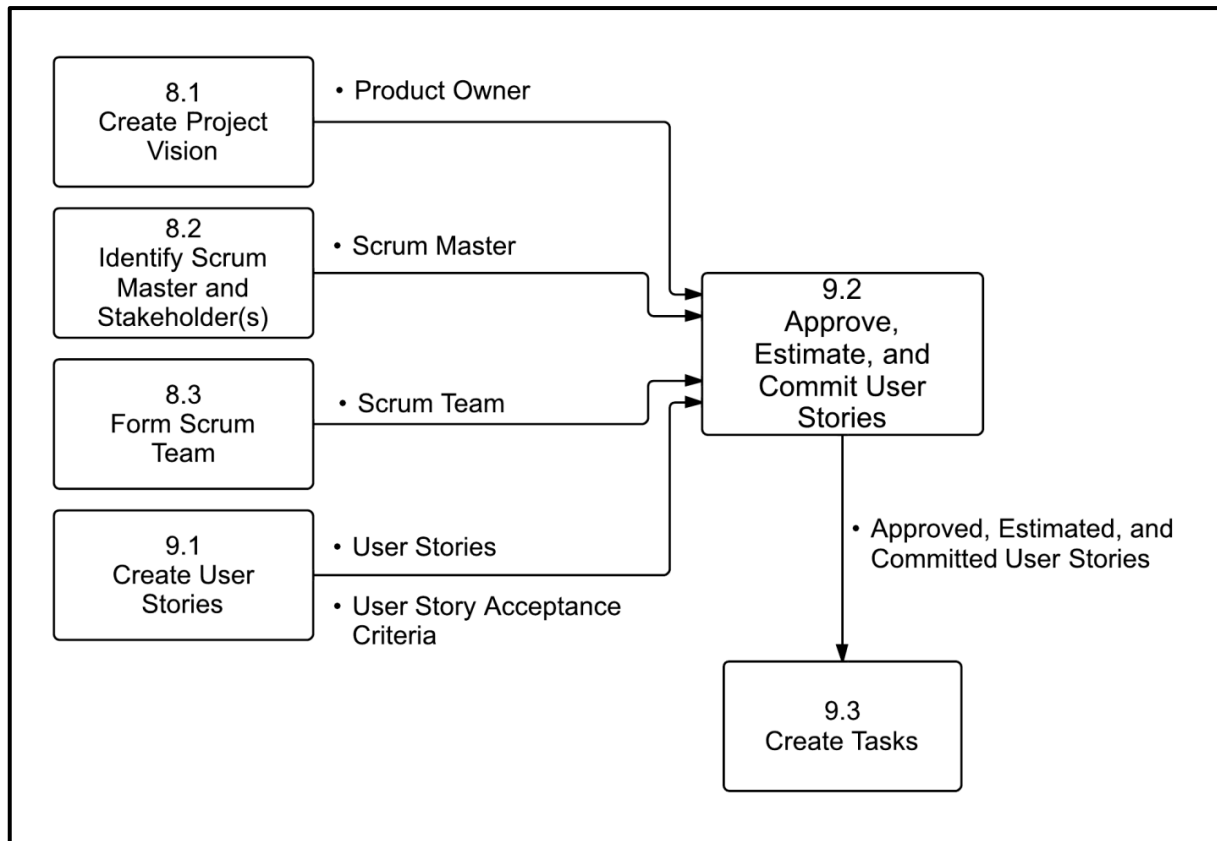 8.1
Create Project
Vision
• Product Owner
8.2
Identify Scrum
Master and
Stakeholder(s)
• Scrum Master
8.3
Form Scrum
Team
• Scrum Team
9.1
Create User
Stories
• User Stories
• User Story Acceptance
Criteria
9.2
Approve,
Estimate, and
Commit User
Stories
• Approved, Estimated, and
Committed User Stories
9.3
Create Tasks